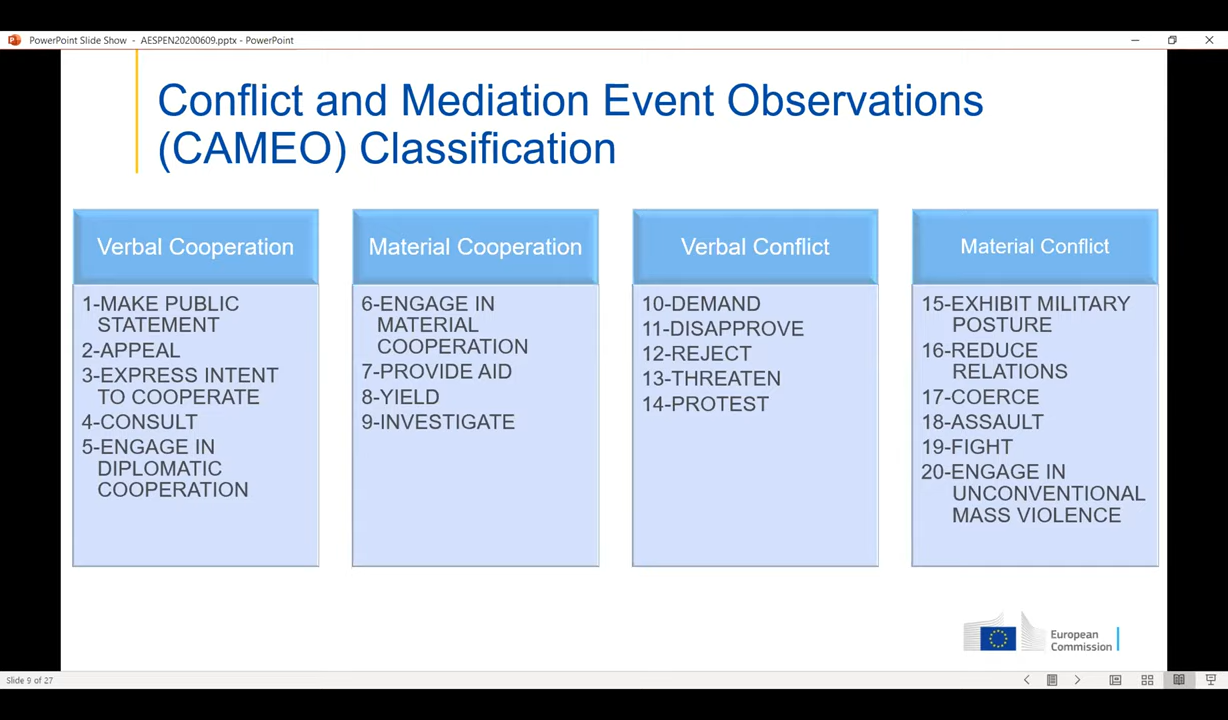 PowerPoint Slide Show - AESPEN20200609.pptx - PowerPoint
Conflict and Mediation Event Observations
(CAMEO) Classification
Verbal Cooperation
1-MAKE PUBLIC
STATEMENT
2-APPEAL
3-EXPRESS INTENT
TO COOPERATE
4-CONSULT
5-ENGAGE IN
DIPLOMATIC
COOPERATION
Material Cooperation
6-ENGAGE IN
MATERIAL
COOPERATION
7-PROVIDE AID
8-YIELD
9-INVESTIGATE
Verbal Conflict
10-DEMAND
11-DISAPPROVE
12-REJECT
13-THREATEN
14-PROTEST
Material Conflict
15-EXHIBIT MILITARY
POSTURE
16-REDUCE
RELATIONS
17-COERCE
18-ASSAULT
19-FIGHT
20-ENGAGE IN
UNCONVENTIONAL
MASS VIOLENCE
European
Commission
Slide 9 of 27